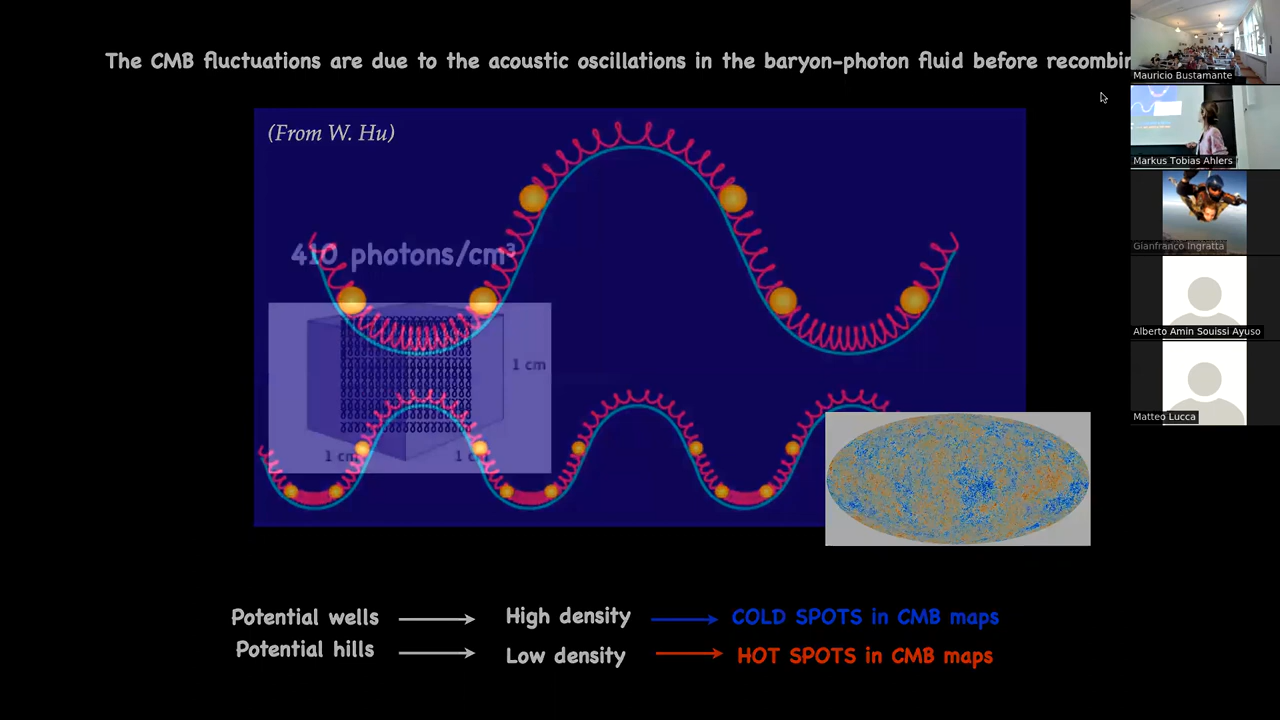 The CMB fluctuations are due to the acoustic oscillations in the baryon-photon fluid before recombin
(From W. Hu)
410 photons/cm³
1 cm
1 cm
1 cm
Potential wells → High density → COLD SPOTS in CMB maps
Potential hills → Low density → HOT SPOTS in CMB maps
Mauricio Bustamante
Markus Tobias Ahlers
Gianfranco Ingratta
Alberto Amin Souissi Ayuso
Matteo Lucca